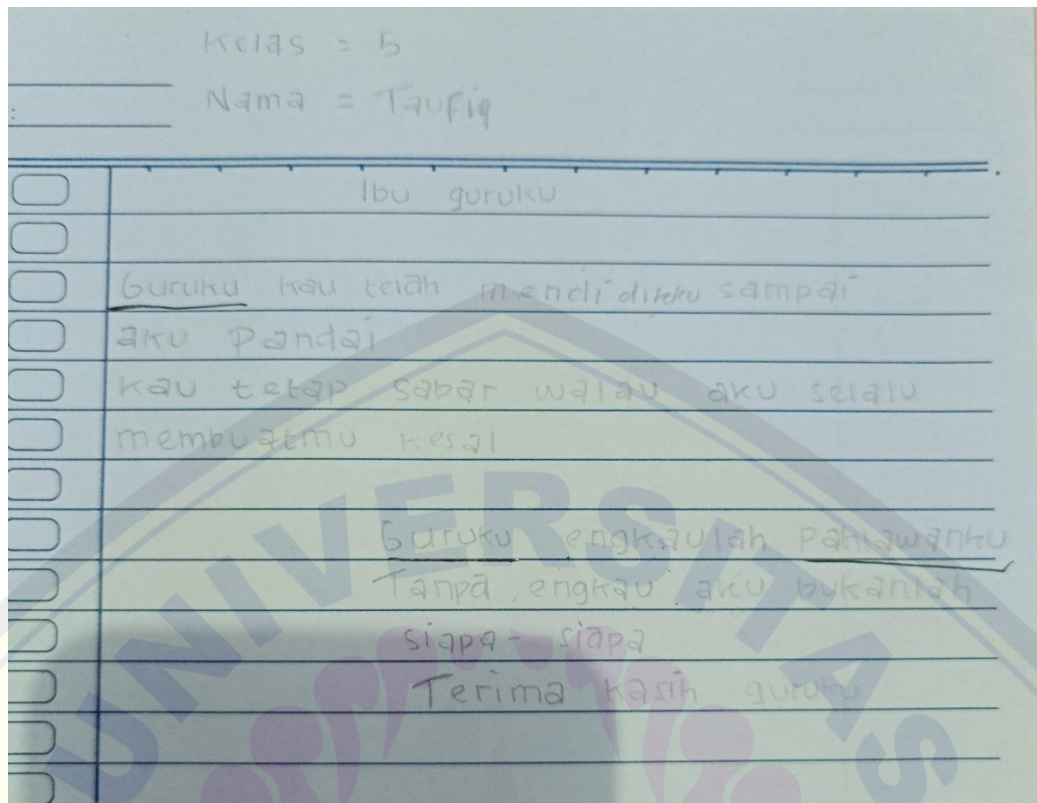 Kelas = 5
Nama = Taufiq
Ibu guruku
Guruku kau telah mendidikku sampai
aku Pandai
Kau tetap sabar walau aku selalu
membuatmu kesal
Guruku engkaulah Pahlawanku
Tanpa engkau aku bukanlah
siapa-siapa
Terima kasih guruku
UNIVERSITAS